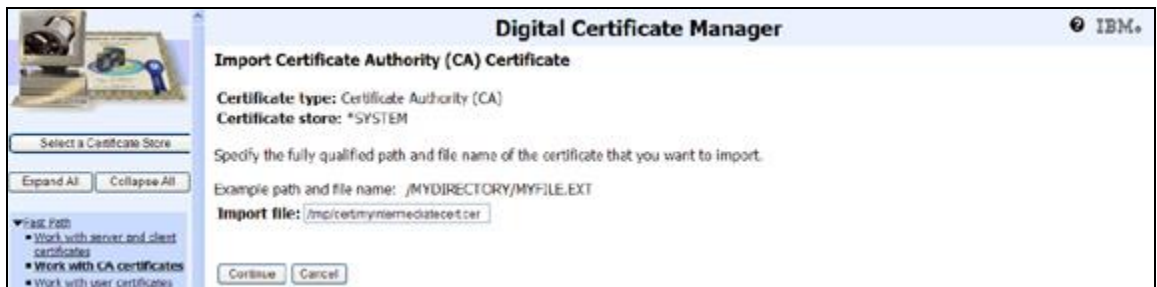 Digital Certificate Manager
IBM
Import Certificate Authority (CA) Certificate
Certificate type: Certificate Authority (CA)
Certificate store: *SYSTEM
Select a Certificate Store
Specify the fully qualified path and file name of the certificate that you want to import.
Expand All Collapse All
Example path and file name: /MYDIRECTORY/MYFILE.EXT
Import file: /mp/cert/myintermediatecert.cer
Fast Path
Work with server and client
certificates
Work with CA certificates
Work with user certificates
Continue Cancel